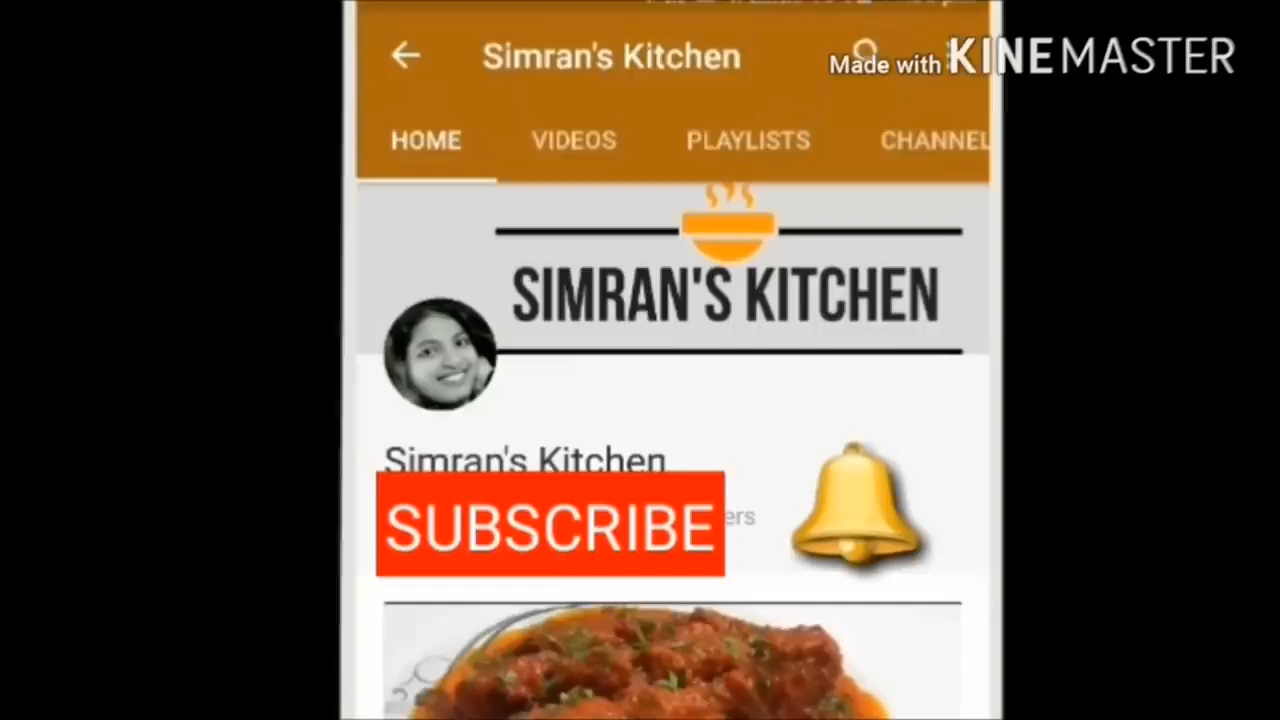 Simran's Kitchen
Made with KINEMASTER
HOME VIDEOS PLAYLISTS CHANNEL
SIMRAN'S KITCHEN
Simran's Kitchen
SUBSCRIBE